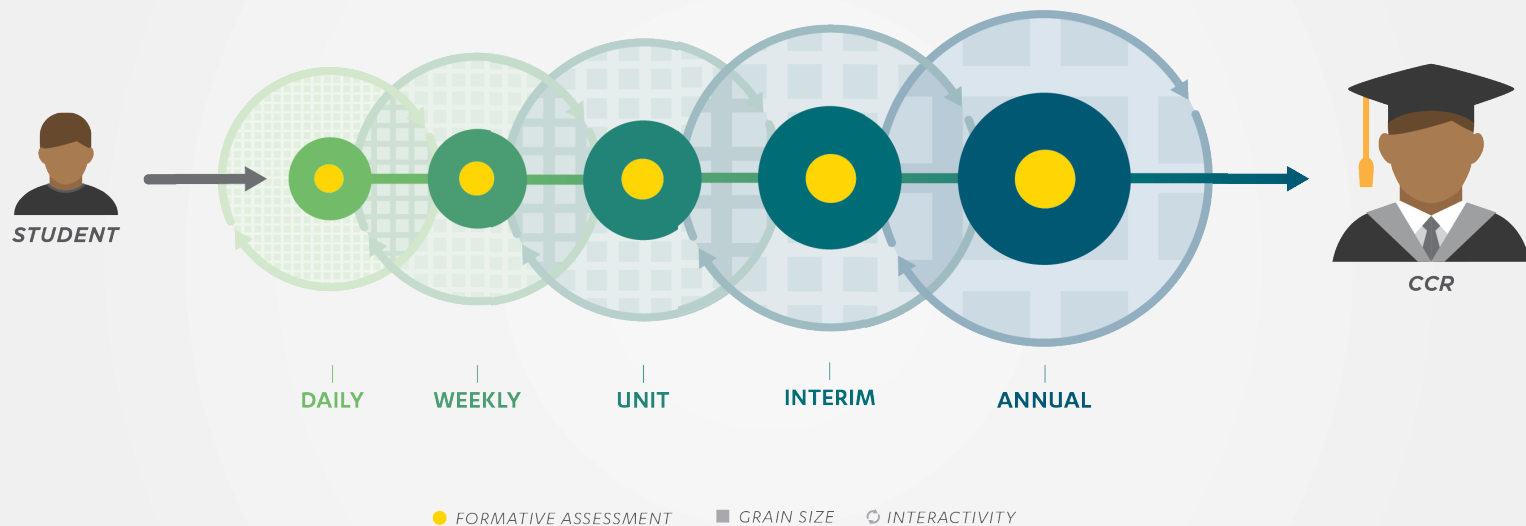 STUDENT
CCR
DAILY
WEEKLY
UNIT
INTERIM
ANNUAL
FORMATIVE ASSESSMENT
GRAIN SIZE
INTERACTIVITY